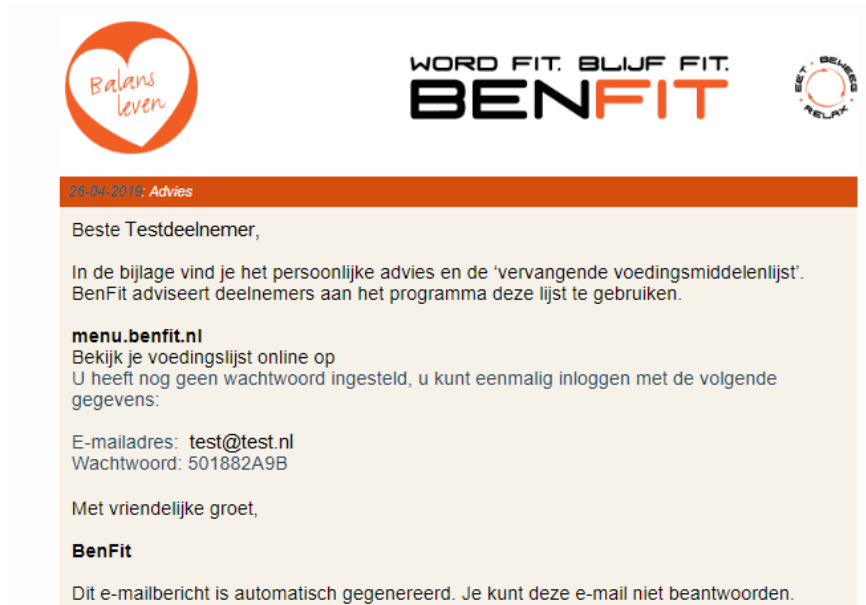 Balans
leven
WORD FIT. BLIJF FIT.
BENFIT
EET · BEWEEG · RELAX ·
26-04-2019: Advies
Beste Testdeelnemer,
In de bijlage vind je het persoonlijke advies en de ‘vervangende voedingsmiddelenlijst’.
BenFit adviseert deelnemers aan het programma deze lijst te gebruiken.
menu.benfit.nl
Bekijk je voedingslijst online op
U heeft nog geen wachtwoord ingesteld, u kunt eenmalig inloggen met de volgende
gegevens:
E-mailadres: test@test.nl
Wachtwoord: 501882A9B
Met vriendelijke groet,
BenFit
Dit e-mailbericht is automatisch gegenereerd. Je kunt deze e-mail niet beantwoorden.